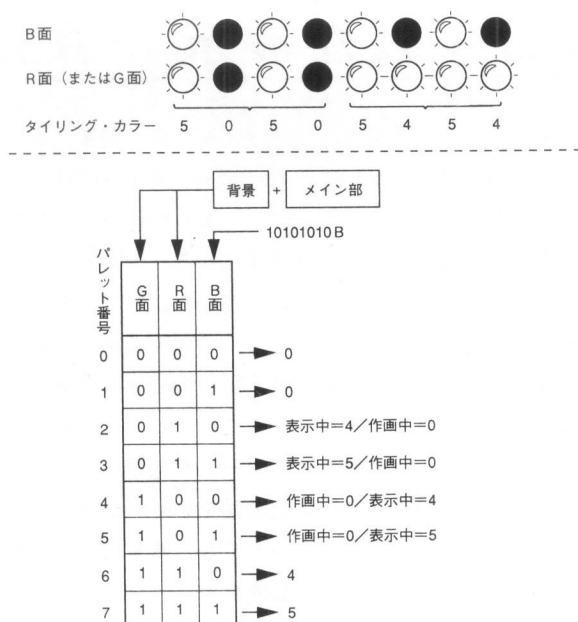 B面
R面（またはG面）
タイリング・カラー 5 0 5 0 5 4 5 4
背景 + メイン部
10101010B
パレット番号 G面 R面 B面
0 0 0 0 0
1 0 0 1 0
2 0 1 0 表示中＝4／作画中＝0
3 0 1 1 表示中＝5／作画中＝0
4 1 0 0 作画中＝0／表示中＝4
5 1 0 1 作画中＝0／表示中＝5
6 1 1 0 4
7 1 1 1 5